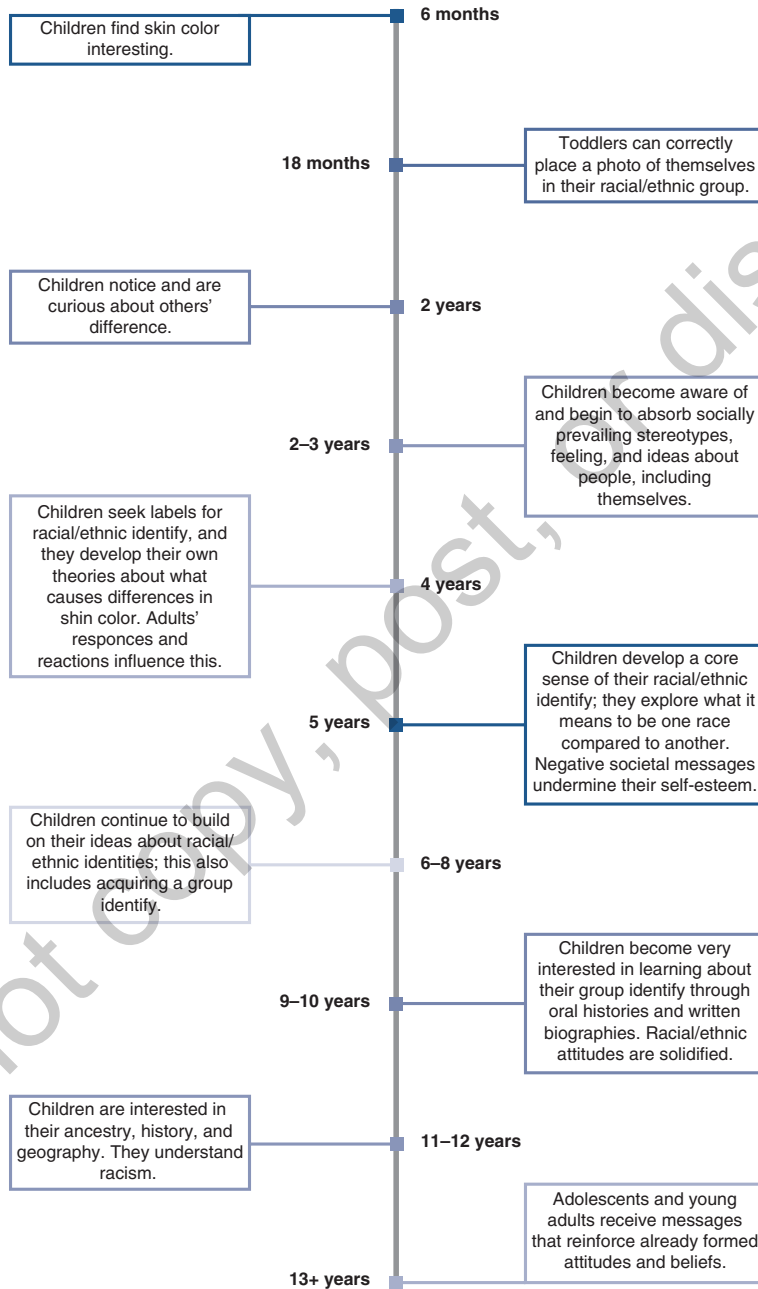 6 months
Children find skin color
interesting.
18 months
Toddlers can correctly
place a photo of themselves
in their racial/ethnic group.
Children notice and are
curious about others’
difference.
2 years
2–3 years
Children become aware of
and begin to absorb socially
prevailing stereotypes,
feeling, and ideas about
people, including
themselves.
Children seek labels for
racial/ethnic identify, and
they develop their own
theories about what
causes differences in
shin color. Adults’
responces and
reactions influence this.
4 years
5 years
Children develop a core
sense of their racial/ethnic
identify; they explore what it
means to be one race
compared to another.
Negative societal messages
undermine their self-esteem.
Children continue to build
on their ideas about racial/
ethnic identities; this also
includes acquiring a group
identify.
6–8 years
9–10 years
Children become very
interested in learning about
their group identify through
oral histories and written
biographies. Racial/ethnic
attitudes are solidified.
Children are interested in
their ancestry, history, and
geography. They understand
racism.
11–12 years
13+ years
Adolescents and young
adults receive messages
that reinforce already formed
attitudes and beliefs.
not copy, post, or dis